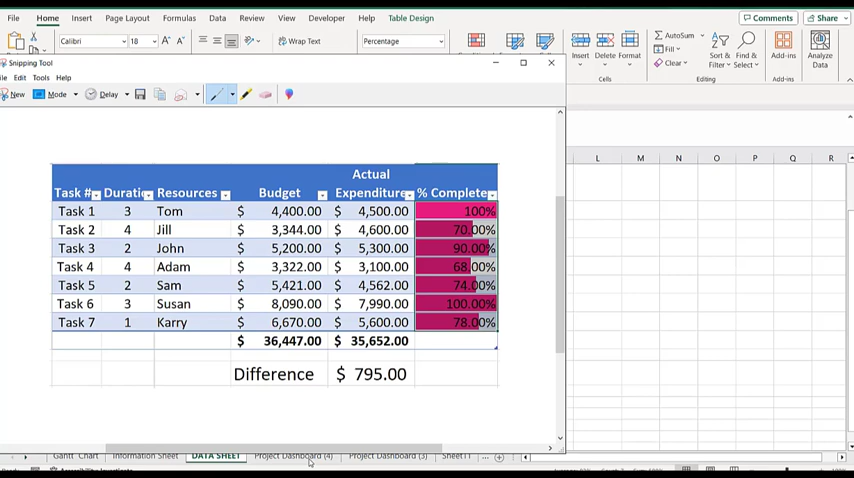 File Home Insert Page Layout Formulas Data Review View Developer Help Table Design Comments Share
Calibri 18 A A Wrap Text Percentage AutoSum
Fill
Clear
Insert Delete Format Sort & Find & Add-ins Analyze
Filter Select Data
Cells Editing Add-ins
Snipping Tool
Edit Tools Help
New Mode Delay
L M N O P Q R
Actual
Task # Duratio Resources Budget Expenditure % Complete
Task 1 3 Tom $ 4,400.00 $ 4,500.00 100%
Task 2 4 Jill $ 3,344.00 $ 4,600.00 70.00%
Task 3 2 John $ 5,200.00 $ 5,300.00 90.00%
Task 4 4 Adam $ 3,322.00 $ 3,100.00 68.00%
Task 5 2 Sam $ 5,421.00 $ 4,562.00 74.00%
Task 6 3 Susan $ 8,090.00 $ 7,990.00 100.00%
Task 7 1 Karry $ 6,670.00 $ 5,600.00 78.00%
$ 36,447.00 $ 35,652.00
Difference $ 795.00
Gantt Chart Information Sheet DATA SHEET Project Dashboard (4) Project Dashboard (3) Sheet11 ...